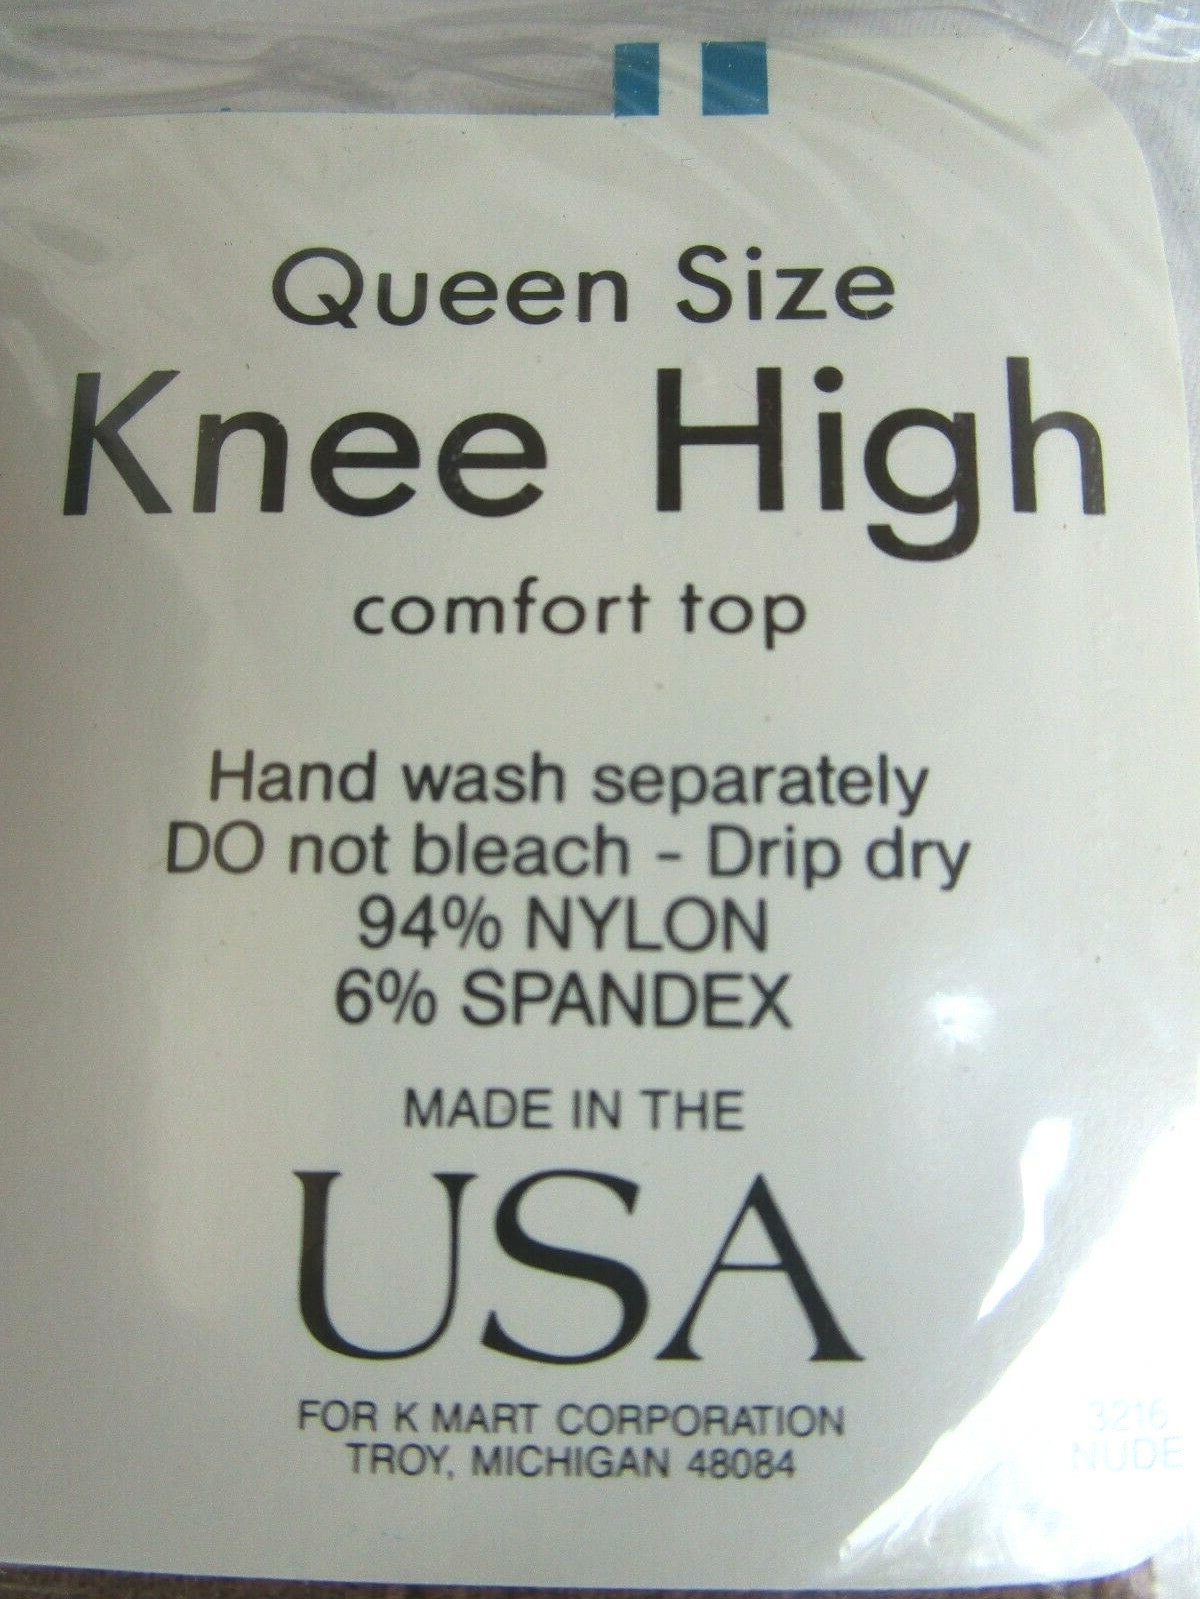 Queen Size
Knee High
comfort top
Hand wash separately
DO not bleach - Drip dry
94% NYLON
6% SPANDEX
MADE IN THE
USA
FOR K MART CORPORATION
TROY, MICHIGAN 48084
3216
NUDE